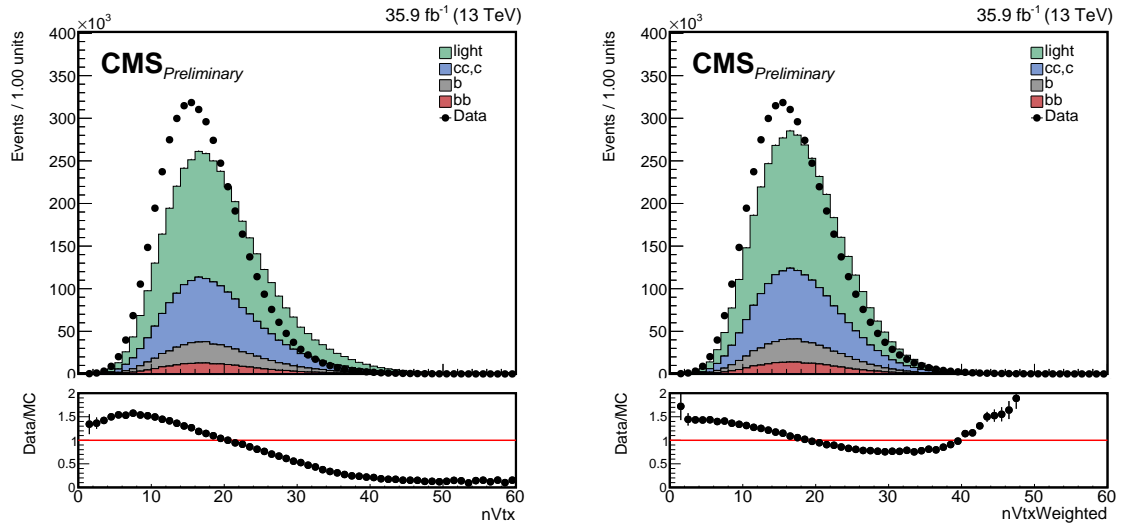 35.9 fb⁻¹ (13 TeV)
×10³
400
350
300
250
200
150
100
50
0
Events / 1.00 units
CMS Preliminary
light
cc,c
b
bb
Data
2
1.5
1
0.5
0
Data/MC
0 10 20 30 40 50 60
nVtx
35.9 fb⁻¹ (13 TeV)
×10³
400
350
300
250
200
150
100
50
0
Events / 1.00 units
CMS Preliminary
light
cc,c
b
bb
Data
2
1.5
1
0.5
0
Data/MC
0 10 20 30 40 50 60
nVtxWeighted